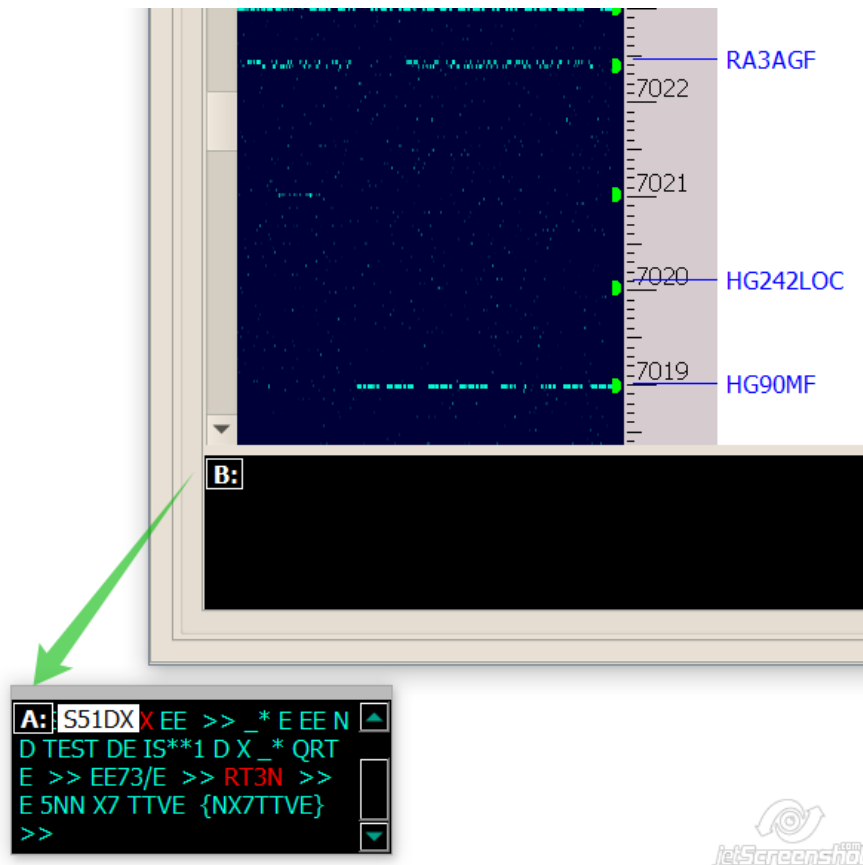 RA3AGF
7022
7021
7020
HG242LOC
7019
HG90MF
B:
A: S51DX X EE >> _* E EE N
D TEST DE IS**1 D X _* QRT
E >> EE73/E >> RT3N >>
E 5NN X7 TTVE {NX7TTVE}
>>
jetScreenshot